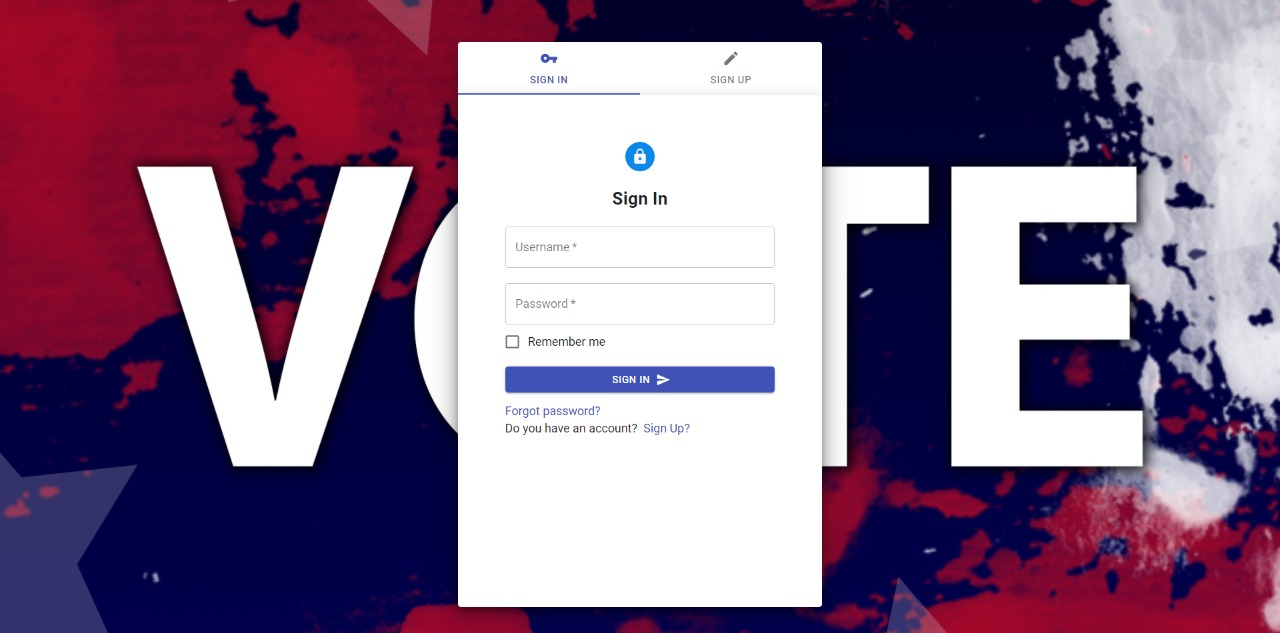 SIGN IN
SIGN UP
VOTE
Sign In
Username *
Password *
Remember me
SIGN IN
Forgot password?
Do you have an account? Sign Up?